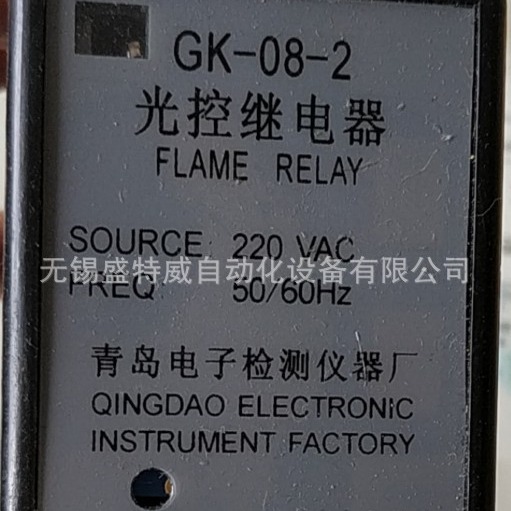 GK-08-2
光控继电器
FLAME RELAY
SOURCE: 220 VAC
无锡盛特威自动化设备有限公司
FREQ 50/60Hz
青岛电子检测仪器厂
QINGDAO ELECTRONIC
INSTRUMENT FACTORY